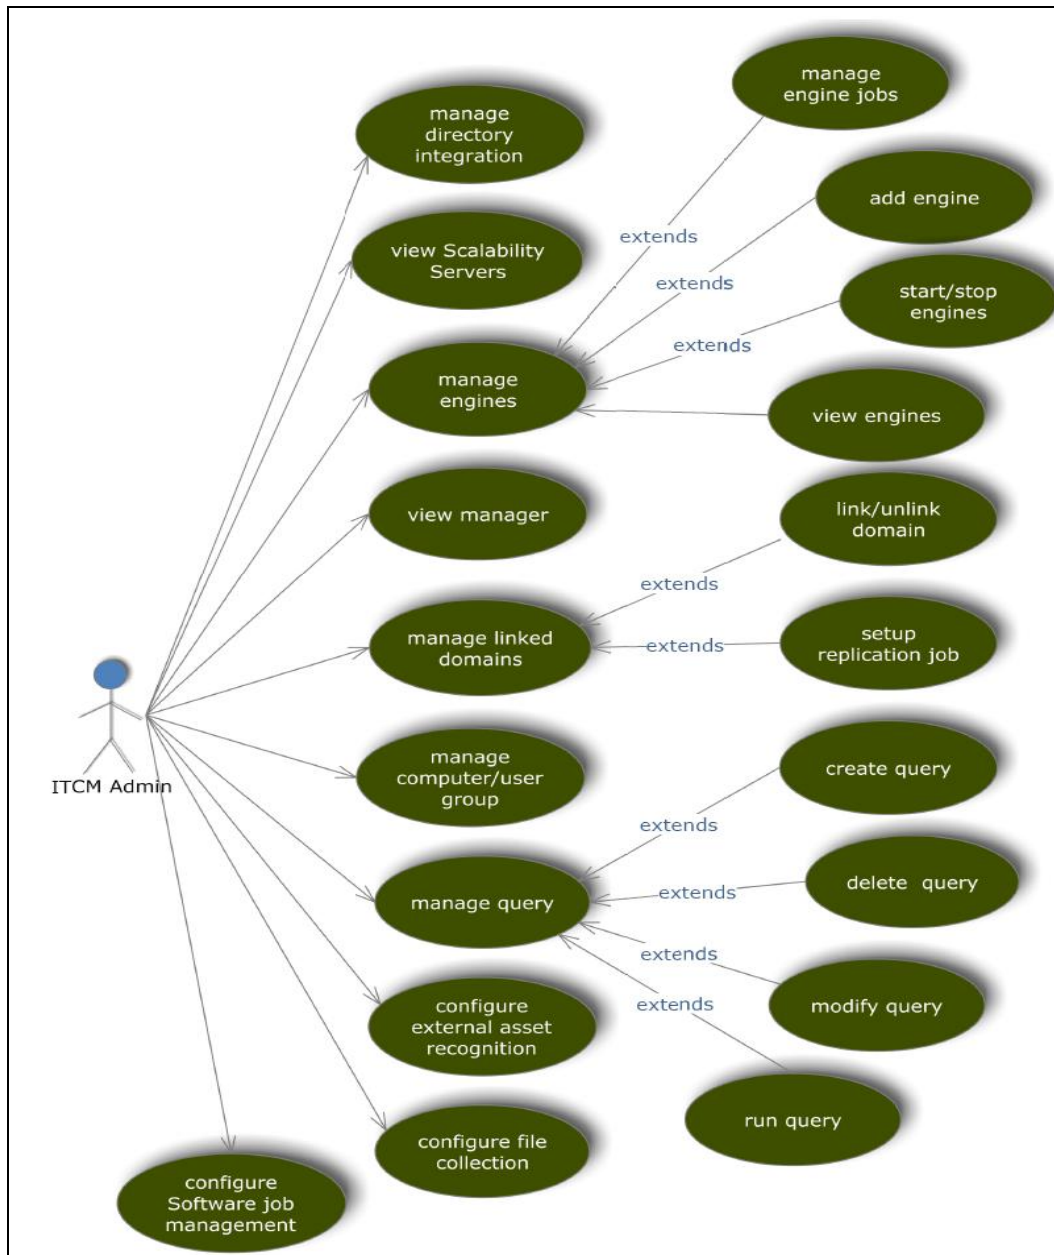 manage
engine jobs
manage
directory
integration
add engine
extends
view Scalability
Servers
extends
start/stop
engines
extends
manage
engines
view engines
view manager
link/unlink
domain
extends
manage linked
domains
extends
setup
replication job
ITCM Admin
manage
computer/user
group
create query
extends
manage query
extends
delete query
extends
modify query
extends
configure
external asset
recognition
run query
configure file
collection
configure
Software job
management